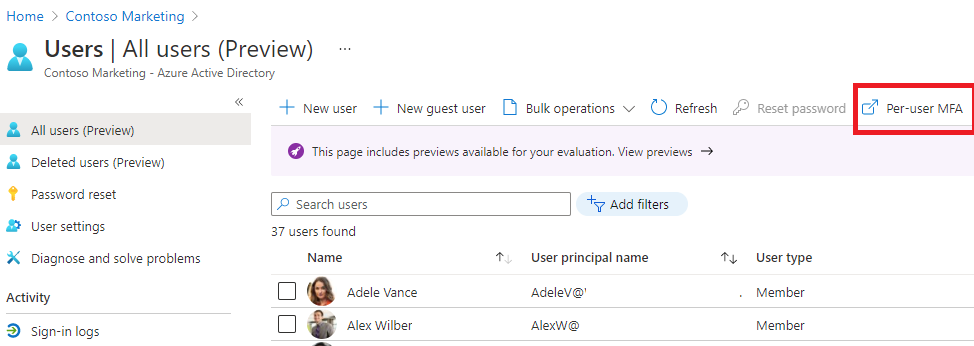 Home > Contoso Marketing >
Users | All users (Preview) ...
Contoso Marketing - Azure Active Directory
«
All users (Preview)
Deleted users (Preview)
Password reset
User settings
Diagnose and solve problems
Activity
Sign-in logs
New user New guest user Bulk operations Refresh Reset password Per-user MFA
This page includes previews available for your evaluation. View previews →
Search users Add filters
37 users found
Name User principal name User type
Adele Vance AdeleV@' . Member
Alex Wilber AlexW@ Member